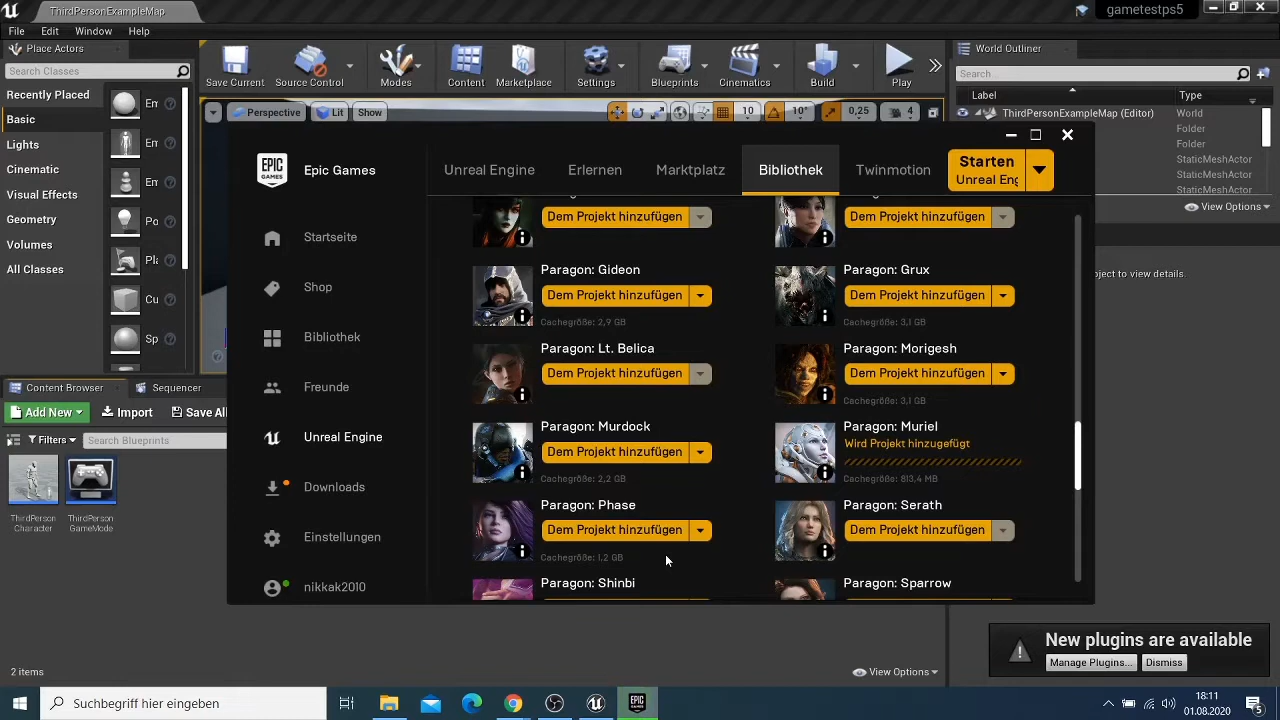 ThirdPersonExampleMap
gametestps5
File Edit Window Help
Place Actors
Search Classes
Recently Placed
Basic
Lights
Cinematic
Visual Effects
Geometry
Volumes
All Classes
Save Current
Source Control
Modes
Content
Marketplace
Settings
Blueprints
Cinematics
Build
Play
World Outliner
Search...
Label Type
ThirdPersonExampleMap (Editor) World
Folder
Folder
StaticMeshActor
StaticMeshActor
StaticMeshActor
View Options
Perspective Lit Show
10 10° 0,25 4
EPIC GAMES
Epic Games
Unreal Engine Erlernen Marktplatz Bibliothek Twinmotion
Starten
Unreal Eng
Startseite
Shop
Bibliothek
Freunde
Unreal Engine
Downloads
Einstellungen
nikkak2010
Dem Projekt hinzufügen
Dem Projekt hinzufügen
Paragon: Gideon
Dem Projekt hinzufügen
Cachegröße: 2,9 GB
Paragon: Grux
Dem Projekt hinzufügen
Cachegröße: 3,1 GB
Paragon: Lt. Belica
Dem Projekt hinzufügen
Paragon: Morigesh
Dem Projekt hinzufügen
Cachegröße: 3,1 GB
Paragon: Murdock
Dem Projekt hinzufügen
Cachegröße: 2,2 GB
Paragon: Muriel
Wird Projekt hinzugefügt
Cachegröße: 813,4 MB
Paragon: Phase
Dem Projekt hinzufügen
Cachegröße: 1,2 GB
Paragon: Serath
Dem Projekt hinzufügen
Paragon: Shinbi
Paragon: Sparrow
Content Browser Sequencer
Add New Import Save All
Filters Search Blueprints
ThirdPerson
Character
ThirdPerson
GameMode
2 items
View Options
New plugins are available
Manage Plugins... Dismiss
Suchbegriff hier eingeben
18:11
01.08.2020
5